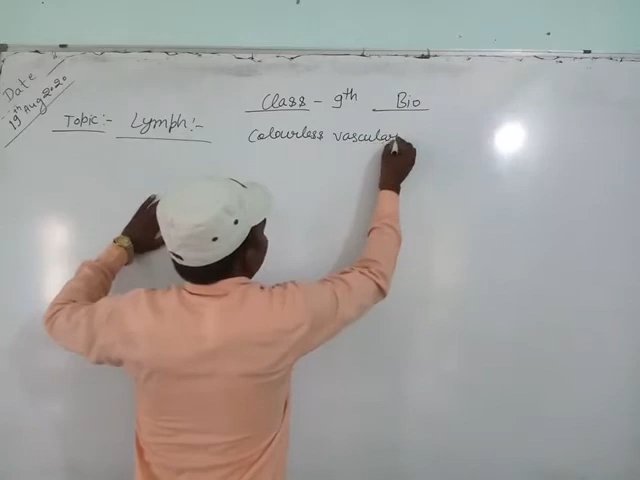 Date
19th Aug 2020
Class - 9th Bio
Topic:- Lymph:-
Colourless vascular